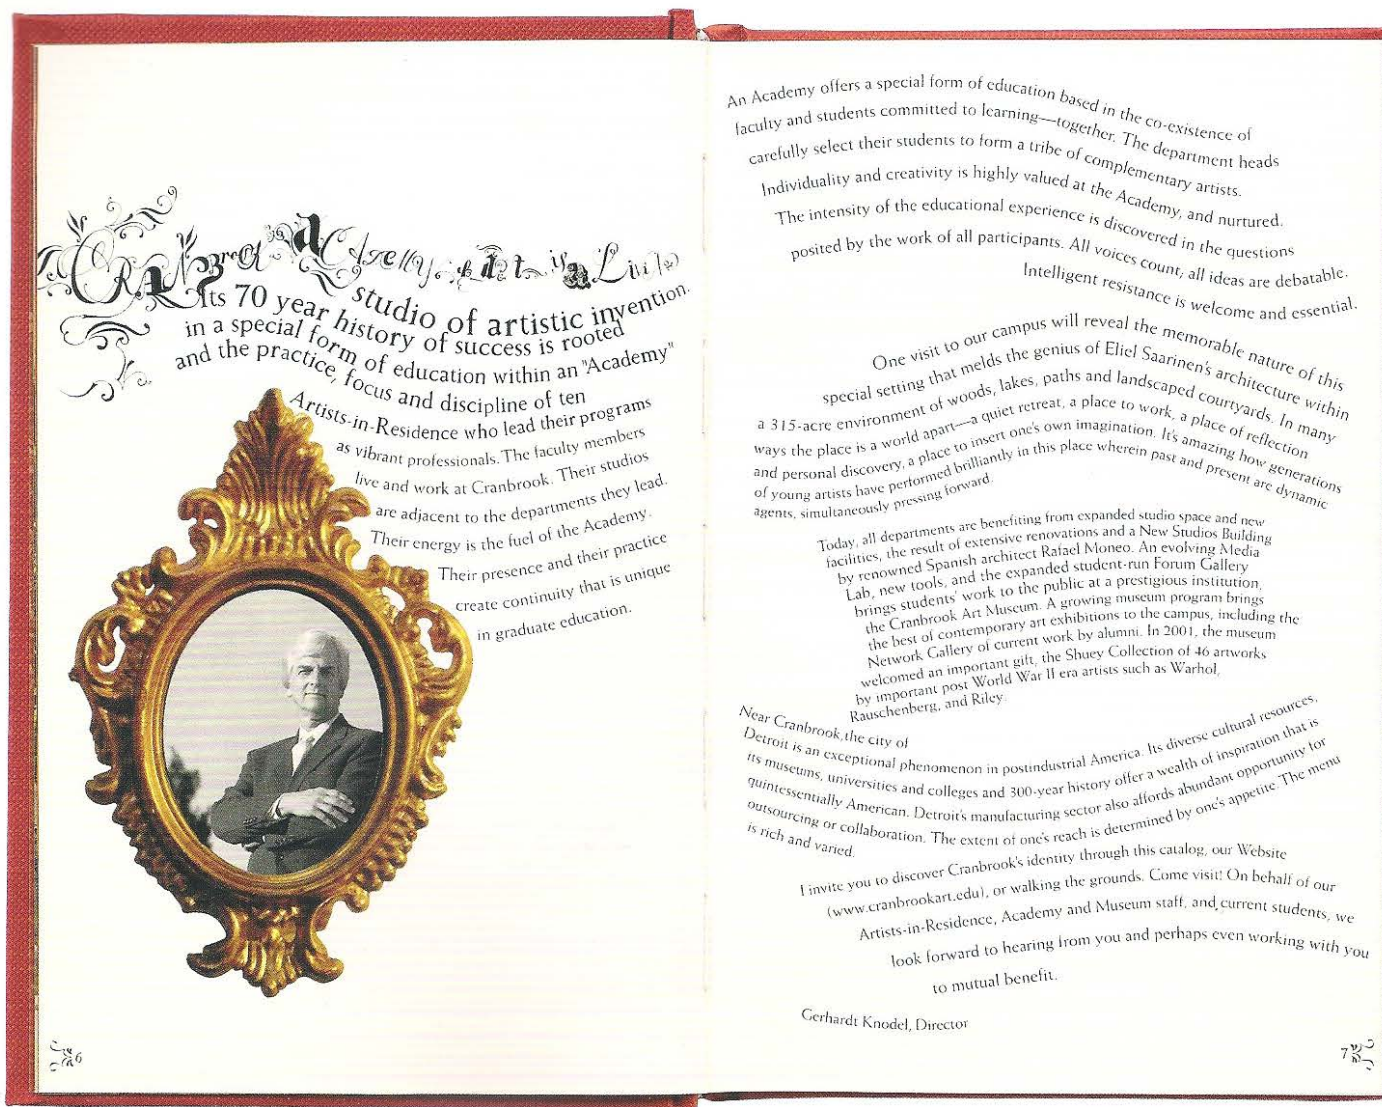 The CRANBrook Academy of Art is a Living
studio of artistic invention.
Its 70 year history of success is rooted
in a special form of education within an "Academy"
and the practice, focus and discipline of ten
Artists-in-Residence who lead their programs
as vibrant professionals. The faculty members
live and work at Cranbrook. Their studios
are adjacent to the departments they lead.
Their energy is the fuel of the Academy.
Their presence and their practice
create continuity that is unique
in graduate education.
6
An Academy offers a special form of education based in the co-existence of
faculty and students committed to learning—together. The department heads
carefully select their students to form a tribe of complementary artists.
Individuality and creativity is highly valued at the Academy, and nurtured.
The intensity of the educational experience is discovered in the questions
posited by the work of all participants. All voices count; all ideas are debatable.
Intelligent resistance is welcome and essential.
One visit to our campus will reveal the memorable nature of this
special setting that melds the genius of Eliel Saarinen's architecture within
a 315-acre environment of woods, lakes, paths and landscaped courtyards. In many
ways the place is a world apart—a quiet retreat, a place to work, a place of reflection
and personal discovery, a place to insert one's own imagination. It's amazing how generations
of young artists have performed brilliantly in this place wherein past and present are dynamic
agents, simultaneously pressing forward.
Today, all departments are benefiting from expanded studio space and new
facilities, the result of extensive renovations and a New Studios Building
by renowned Spanish architect Rafael Moneo. An evolving Media
Lab, new tools, and the expanded student-run Forum Gallery
brings students' work to the public at a prestigious institution,
the Cranbrook Art Museum. A growing museum program brings
the best of contemporary art exhibitions to the campus, including the
Network Gallery of current work by alumni. In 2001, the museum
welcomed an important gift, the Shuey Collection of 46 artworks
by important post World War II era artists such as Warhol,
Rauschenberg, and Riley.
Near Cranbrook, the city of
Detroit is an exceptional phenomenon in postindustrial America. Its diverse cultural resources,
its museums, universities and colleges and 300-year history offer a wealth of inspiration that is
quintessentially American. Detroit's manufacturing sector also affords abundant opportunity for
outsourcing or collaboration. The extent of one's reach is determined by one's appetite. The menu
is rich and varied.
I invite you to discover Cranbrook's identity through this catalog, our Website
(www.cranbrookart.edu), or walking the grounds. Come visit! On behalf of our
Artists-in-Residence, Academy and Museum staff, and current students, we
look forward to hearing from you and perhaps even working with you
to mutual benefit.
Gerhardt Knodel, Director
7